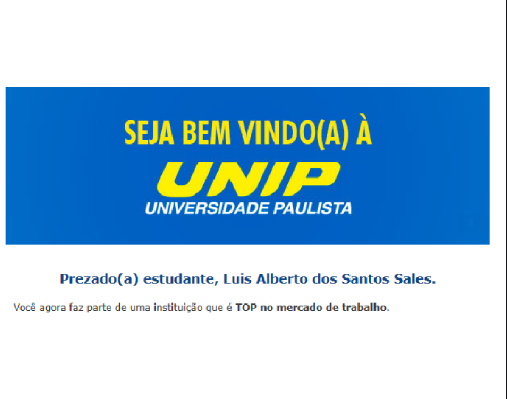 SEJA BEM VINDO(A) À
UNIP
UNIVERSIDADE PAULISTA
Prezado(a) estudante, Luis Alberto dos Santos Sales.
Você agora faz parte de uma instituição que é TOP no mercado de trabalho.